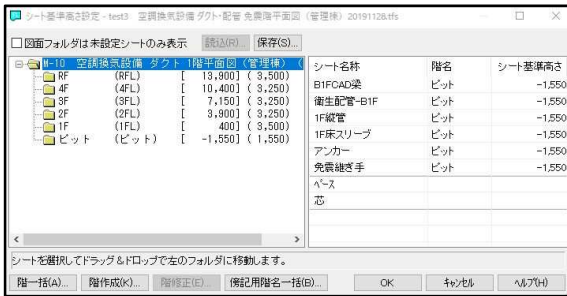 シート基準高さ設定 - test3 空調換気設備 ダクト・配管 免震階平面図 (管理棟) 20191128.tfs
図面フォルダは未設定シートのみ表示 読込(R)... 保存(S)...
M-10 空調換気設備 ダクト 1階平面図 (管理棟) (
RF (RFL) [ 13,900] ( 3,500)
4F (4FL) [ 10,400] ( 3,250)
3F (3FL) [ 7,150] ( 3,250)
2F (2FL) [ 3,900] ( 3,250)
1F (1FL) [ 400] ( 3,500)
ピット (ピット) [ -1,550] ( 1,550)
シート名称 階名 シート基準高さ
B1FCAD梁 ピット -1,550
衛生配管-B1F ピット -1,550
1F縦管 ピット -1,550
1F床スリーブ ピット -1,550
アンカー ピット -1,550
免震継ぎ手 ピット -1,550
ベース
芯
シートを選択してドラッグ＆ドロップで左のフォルダに移動します。
階一括(A)... 階作成(K)... 階修正(E)... 傍記用階名一括(B)... OK キャンセル ヘルプ(H)